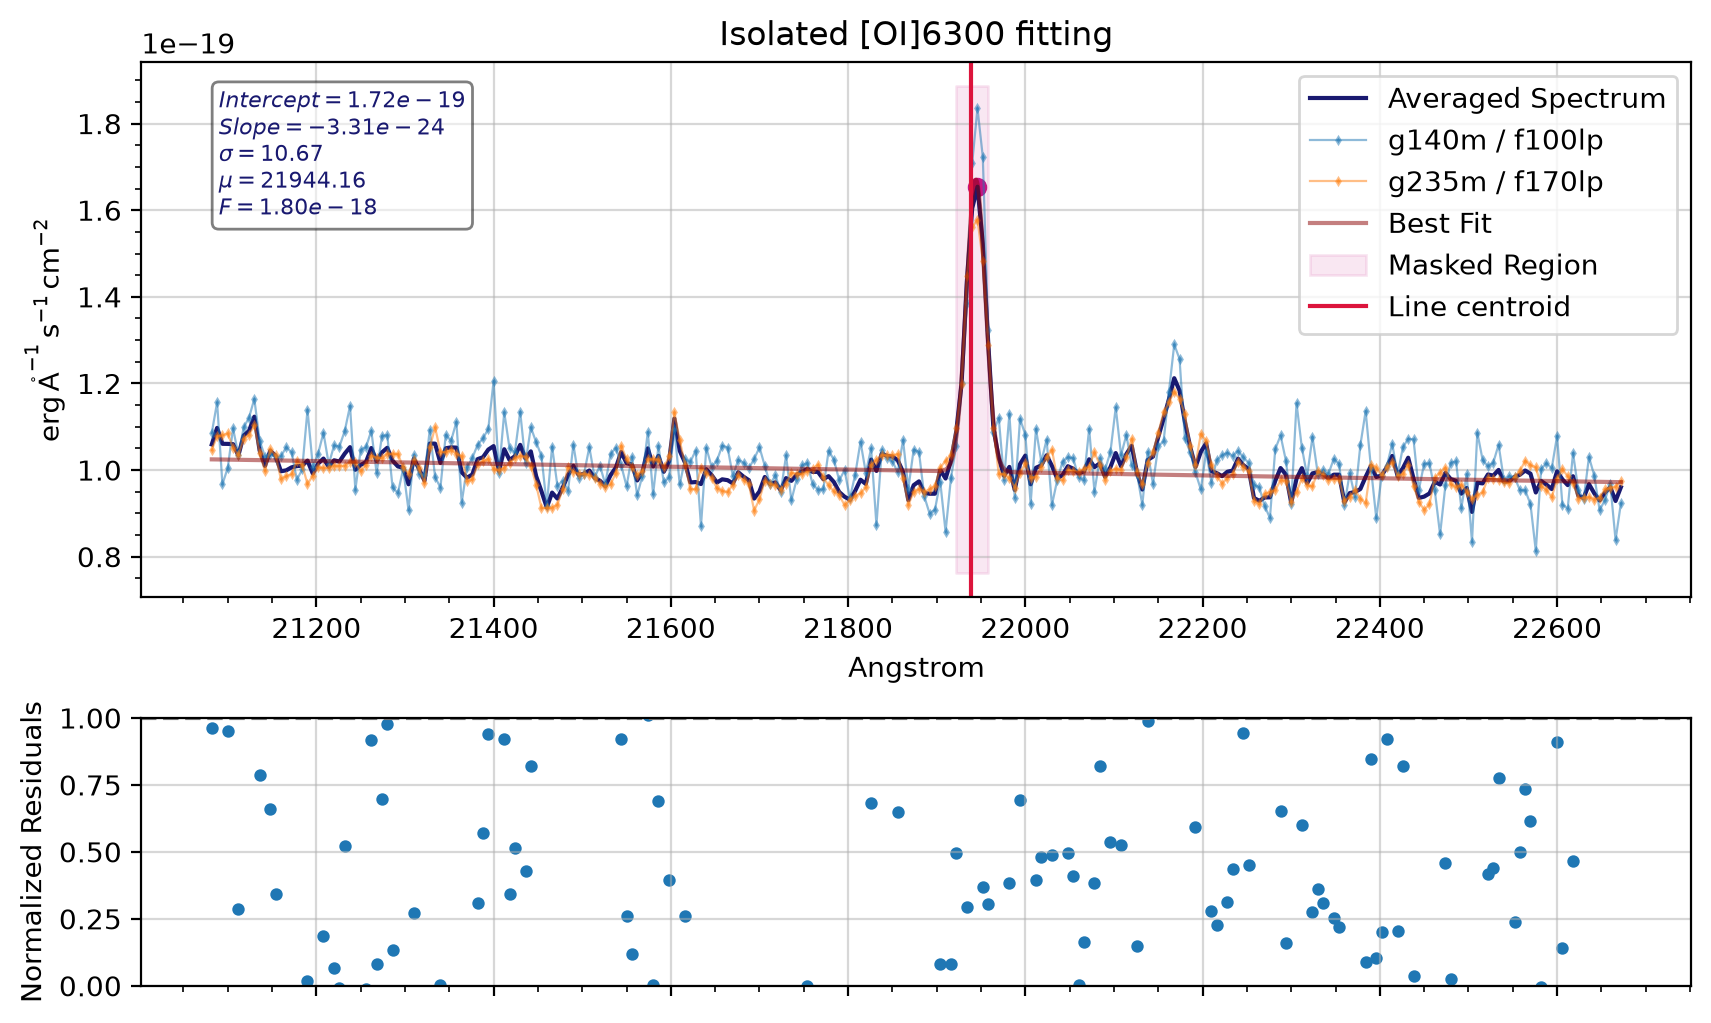 Isolated [OI]6300 fitting
1e−19
Intercept = 1.72e − 19
Slope = −3.31e − 24
σ = 10.67
μ = 21944.16
F = 1.80e − 18
Averaged Spectrum
g140m / f100lp
g235m / f170lp
Best Fit
Masked Region
Line centroid
erg Å⁻¹ s⁻¹ cm⁻²
1.8
1.6
1.4
1.2
1.0
0.8
21200 21400 21600 21800 22000 22200 22400 22600
Angstrom
Normalized Residuals
1.00
0.75
0.50
0.25
0.00